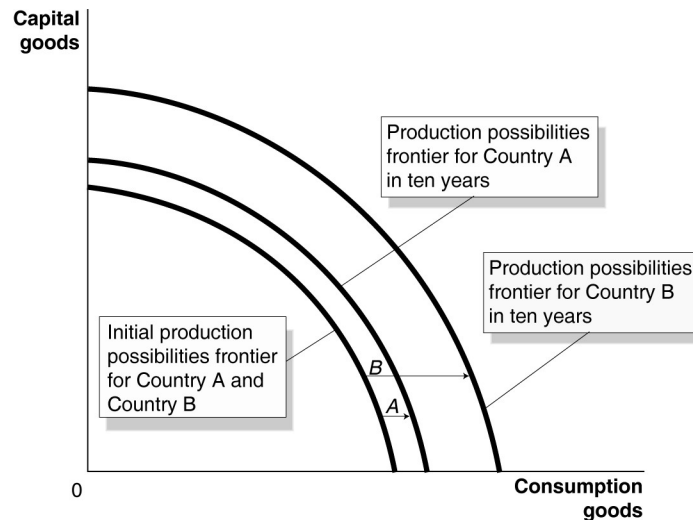 Capital
goods
Production possibilities
frontier for Country A
in ten years
Production possibilities
frontier for Country B
in ten years
Initial production
possibilities frontier
for Country A and
Country B
B
A
0
Consumption
goods